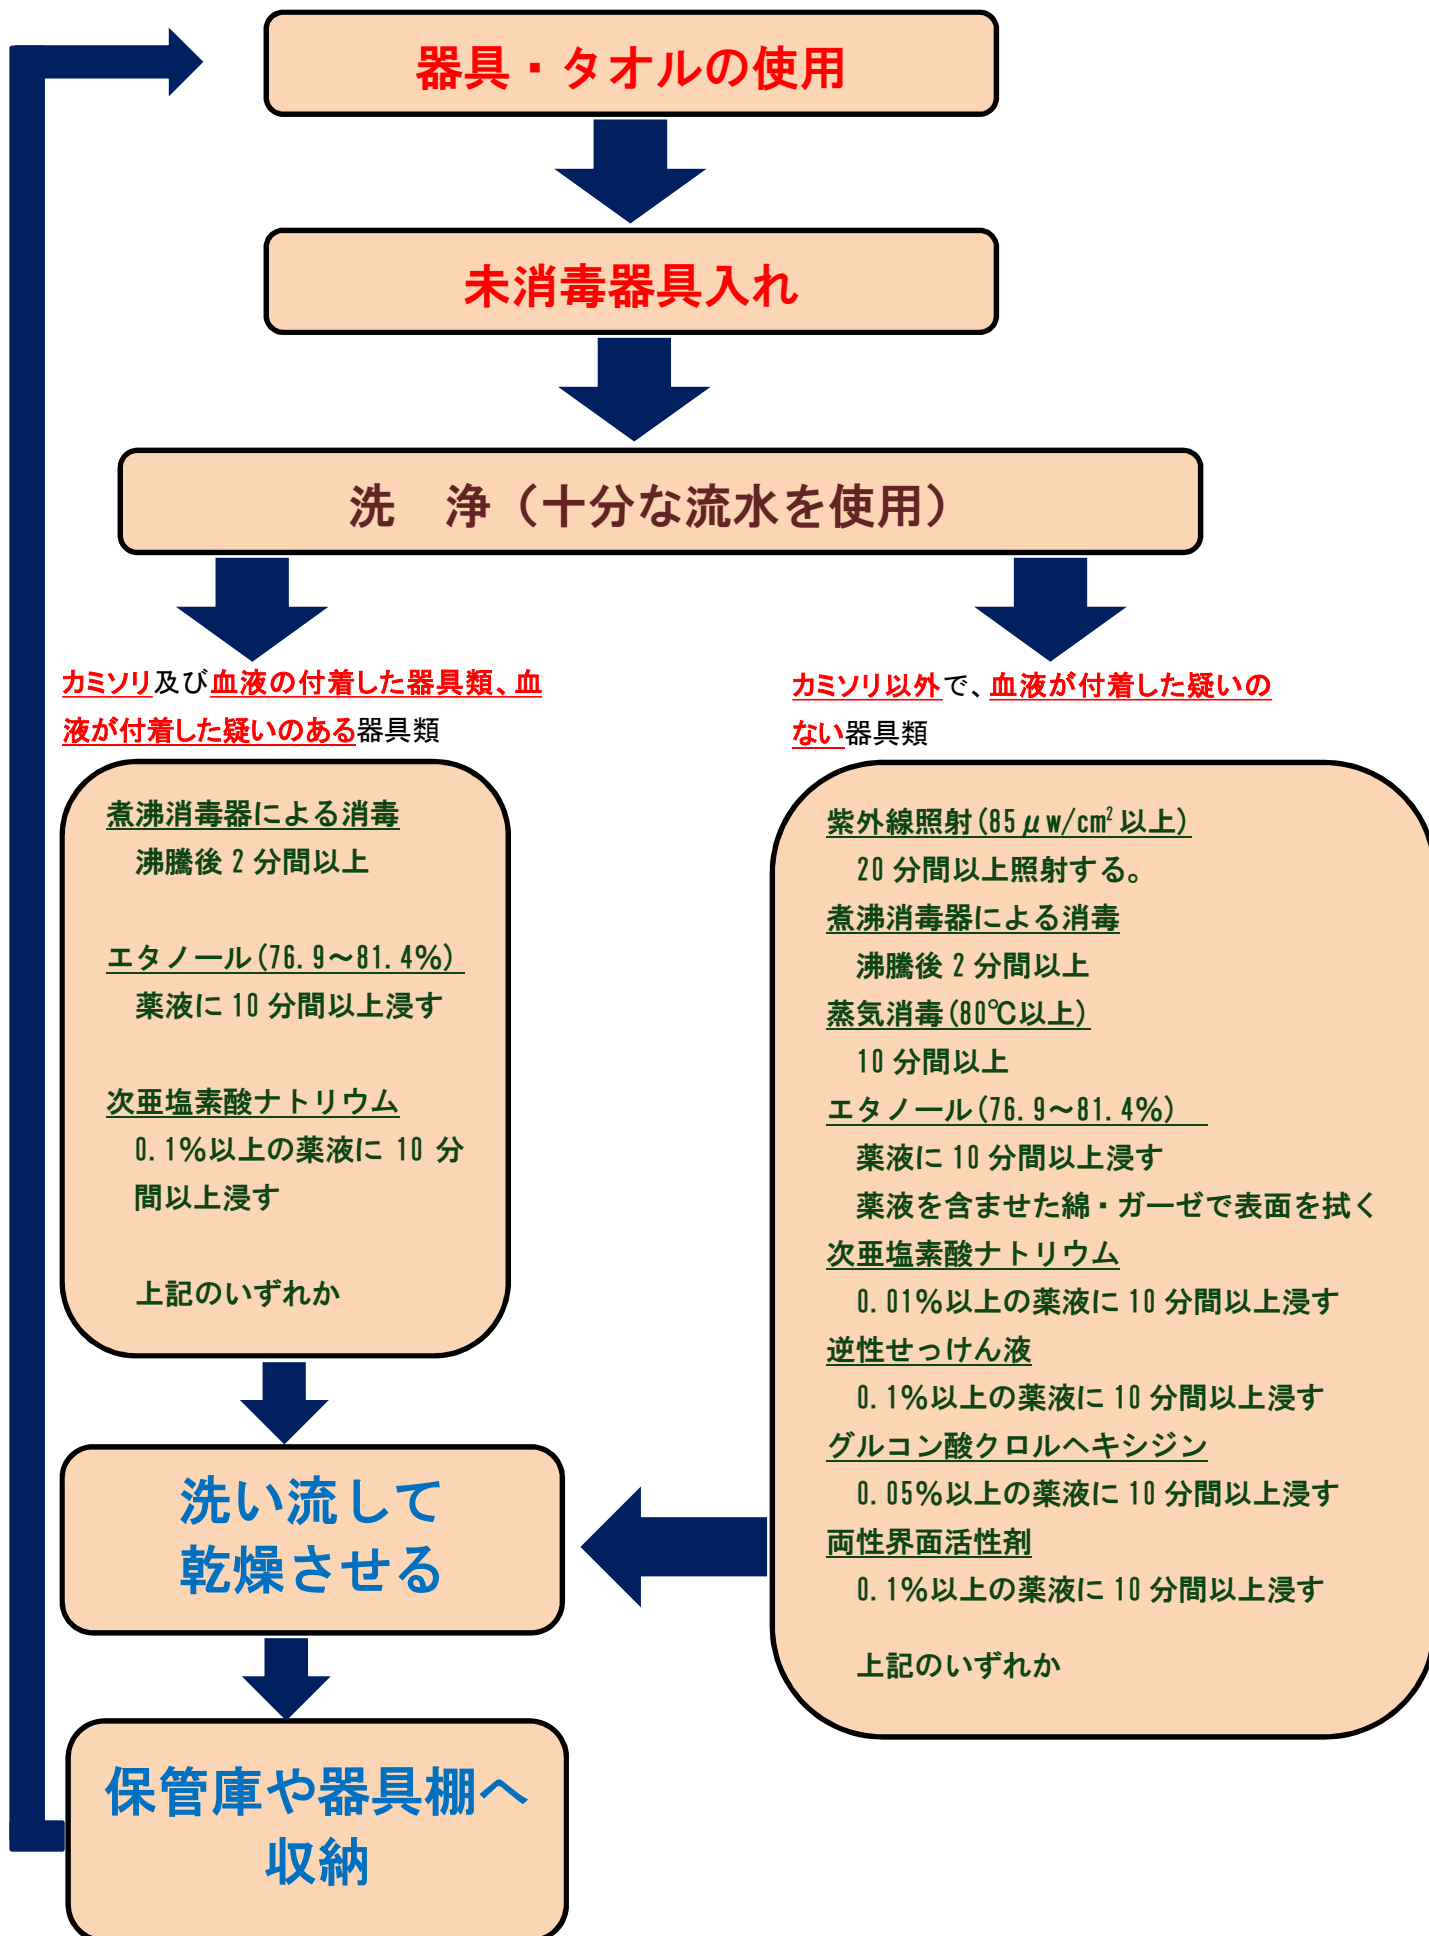 器具・タオルの使用
未消毒器具入れ
洗　浄（十分な流水を使用）
カミソリ及び血液の付着した器具類、血
液が付着した疑いのある器具類
煮沸消毒器による消毒
沸騰後 2 分間以上
エタノール(76.9～81.4%)
薬液に 10 分間以上浸す
次亜塩素酸ナトリウム
0.1%以上の薬液に 10 分
間以上浸す
上記のいずれか
カミソリ以外で、血液が付着した疑いの
ない器具類
紫外線照射(85μw/cm²以上)
20 分間以上照射する。
煮沸消毒器による消毒
沸騰後 2 分間以上
蒸気消毒(80℃以上)
10 分間以上
エタノール(76.9～81.4%)
薬液に 10 分間以上浸す
薬液を含ませた綿・ガーゼで表面を拭く
次亜塩素酸ナトリウム
0.01%以上の薬液に 10 分間以上浸す
逆性せっけん液
0.1%以上の薬液に 10 分間以上浸す
グルコン酸クロルヘキシジン
0.05%以上の薬液に 10 分間以上浸す
両性界面活性剤
0.1%以上の薬液に 10 分間以上浸す
上記のいずれか
洗い流して
乾燥させる
保管庫や器具棚へ
収納